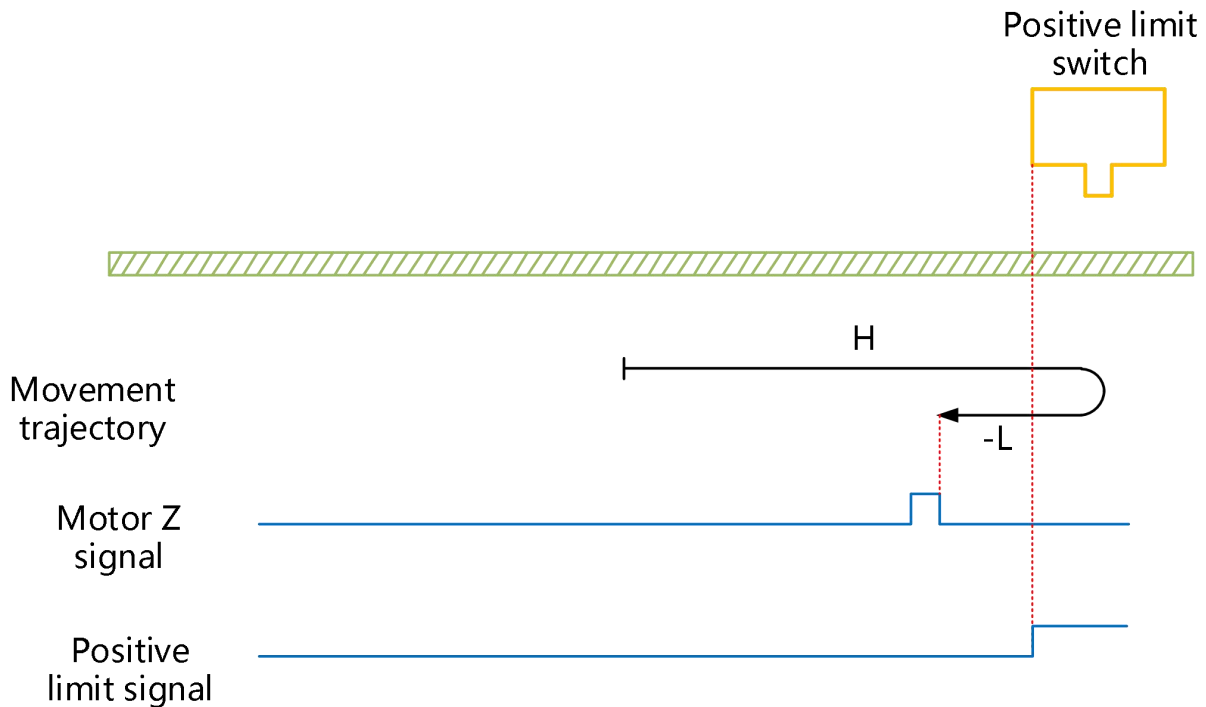 Positive limit
switch
H
Movement
trajectory
-L
Motor Z
signal
Positive
limit signal